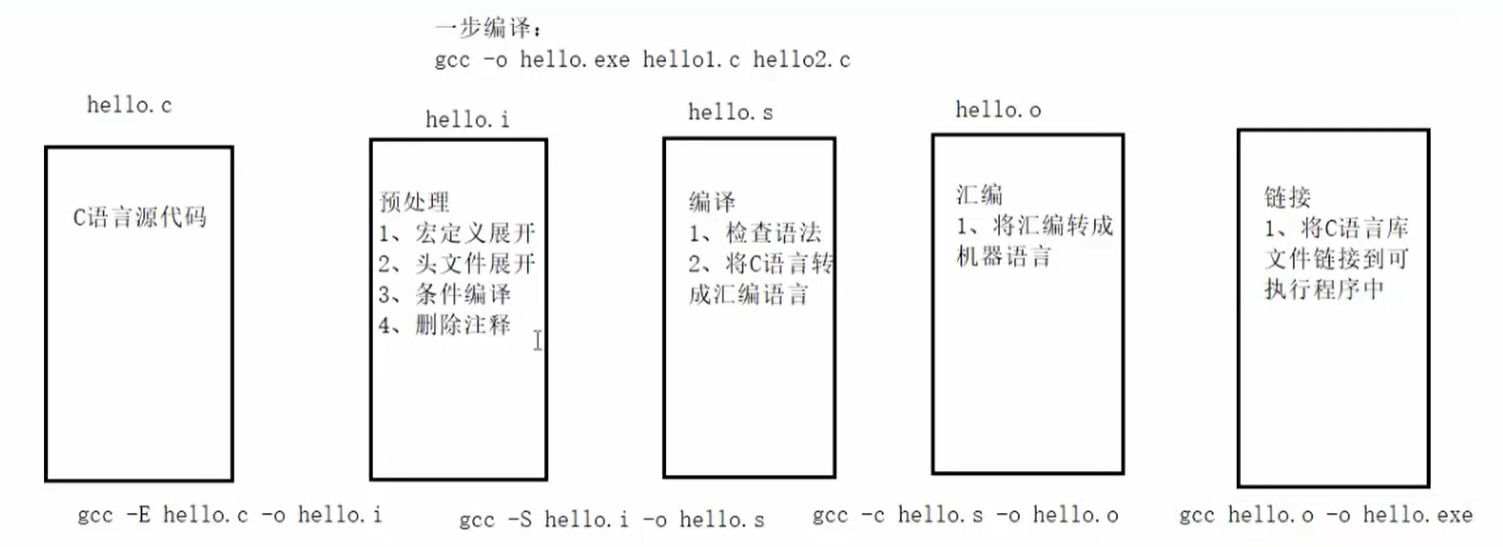 一步编译：
gcc -o hello.exe hello1.c hello2.c
hello.c
hello.i
hello.s
hello.o
C语言源代码
预处理
1、宏定义展开
2、头文件展开
3、条件编译
4、删除注释
编译
1、检查语法
2、将C语言转
成汇编语言
汇编
1、将汇编转成
机器语言
链接
1、将C语言库
文件链接到可
执行程序中
gcc -E hello.c -o hello.i
gcc -S hello.i -o hello.s
gcc -c hello.s -o hello.o
gcc hello.o -o hello.exe